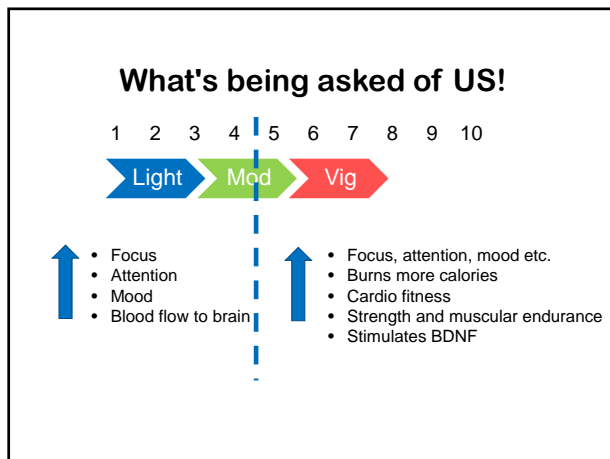 What's being asked of US!
1 2 3 4 5 6 7 8 9 10
Light Mod Vig
• Focus
• Attention
• Mood
• Blood flow to brain
• Focus, attention, mood etc.
• Burns more calories
• Cardio fitness
• Strength and muscular endurance
• Stimulates BDNF